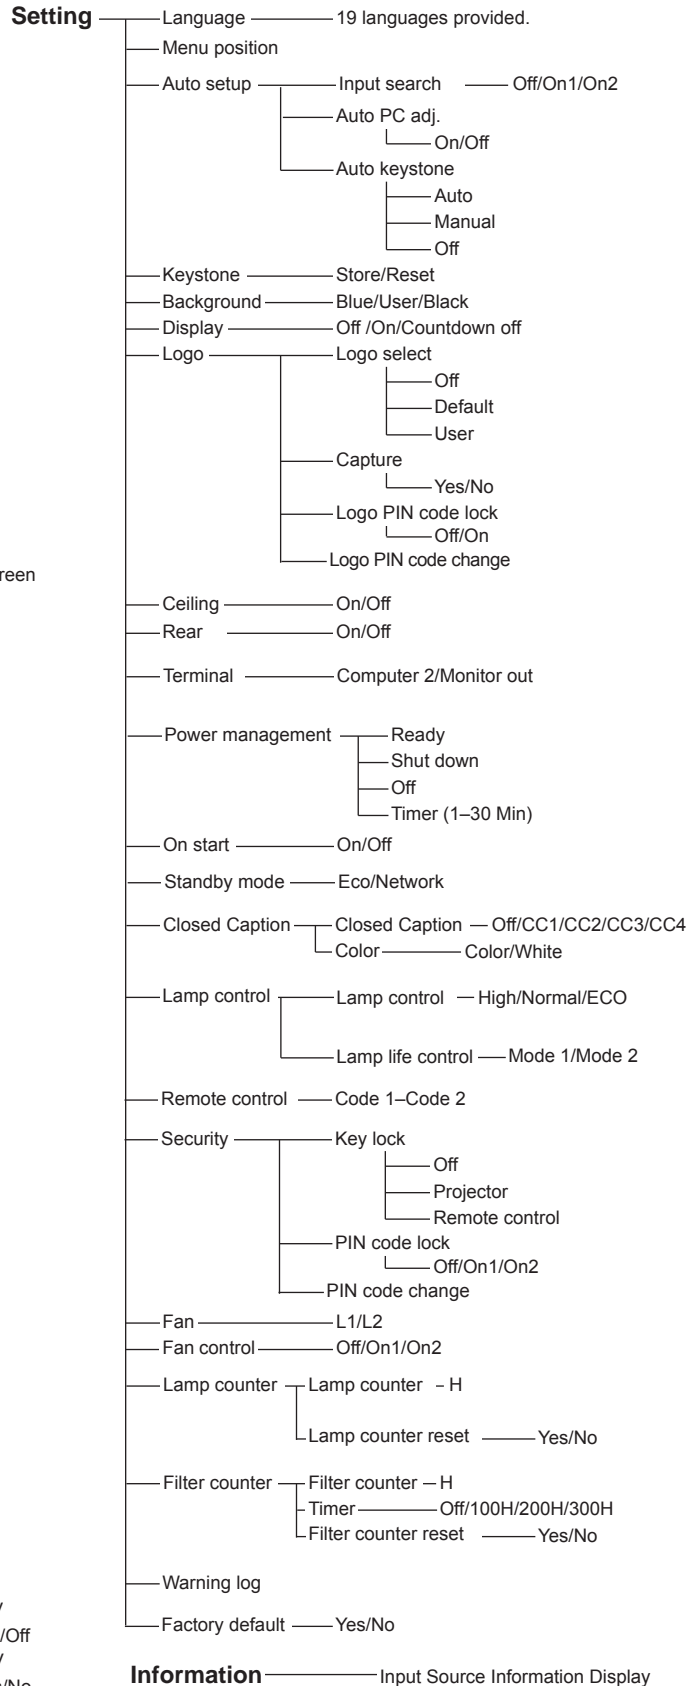 Setting Language 19 languages provided.
Menu position
Auto setup Input search Off/On1/On2
Auto PC adj.
On/Off
Auto keystone
Auto
Manual
Off
Keystone Store/Reset
Background Blue/User/Black
Display Off /On/Countdown off
Logo Logo select
Off
Default
User
Capture
Yes/No
Logo PIN code lock
Off/On
Logo PIN code change
reen
Ceiling On/Off
Rear On/Off
Terminal Computer 2/Monitor out
Power management Ready
Shut down
Off
Timer (1–30 Min)
On start On/Off
Standby mode Eco/Network
Closed Caption Closed Caption Off/CC1/CC2/CC3/CC4
Color Color/White
Lamp control Lamp control High/Normal/ECO
Lamp life control Mode 1/Mode 2
Remote control Code 1–Code 2
Security Key lock
Off
Projector
Remote control
PIN code lock
Off/On1/On2
PIN code change
Fan L1/L2
Fan control Off/On1/On2
Lamp counter Lamp counter H
Lamp counter reset Yes/No
Filter counter Filter counter H
Timer Off/100H/200H/300H
Filter counter reset Yes/No
Warning log
Factory default Yes/No
/Off
Information Input Source Information Display